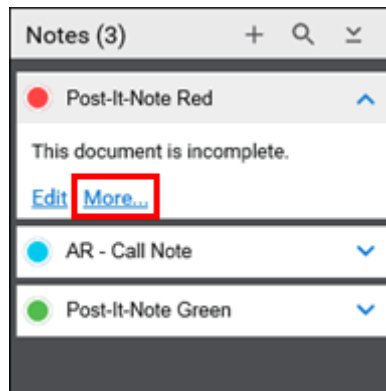 Notes (3)
Post-It-Note Red
This document is incomplete.
Edit More...
AR - Call Note
Post-It-Note Green